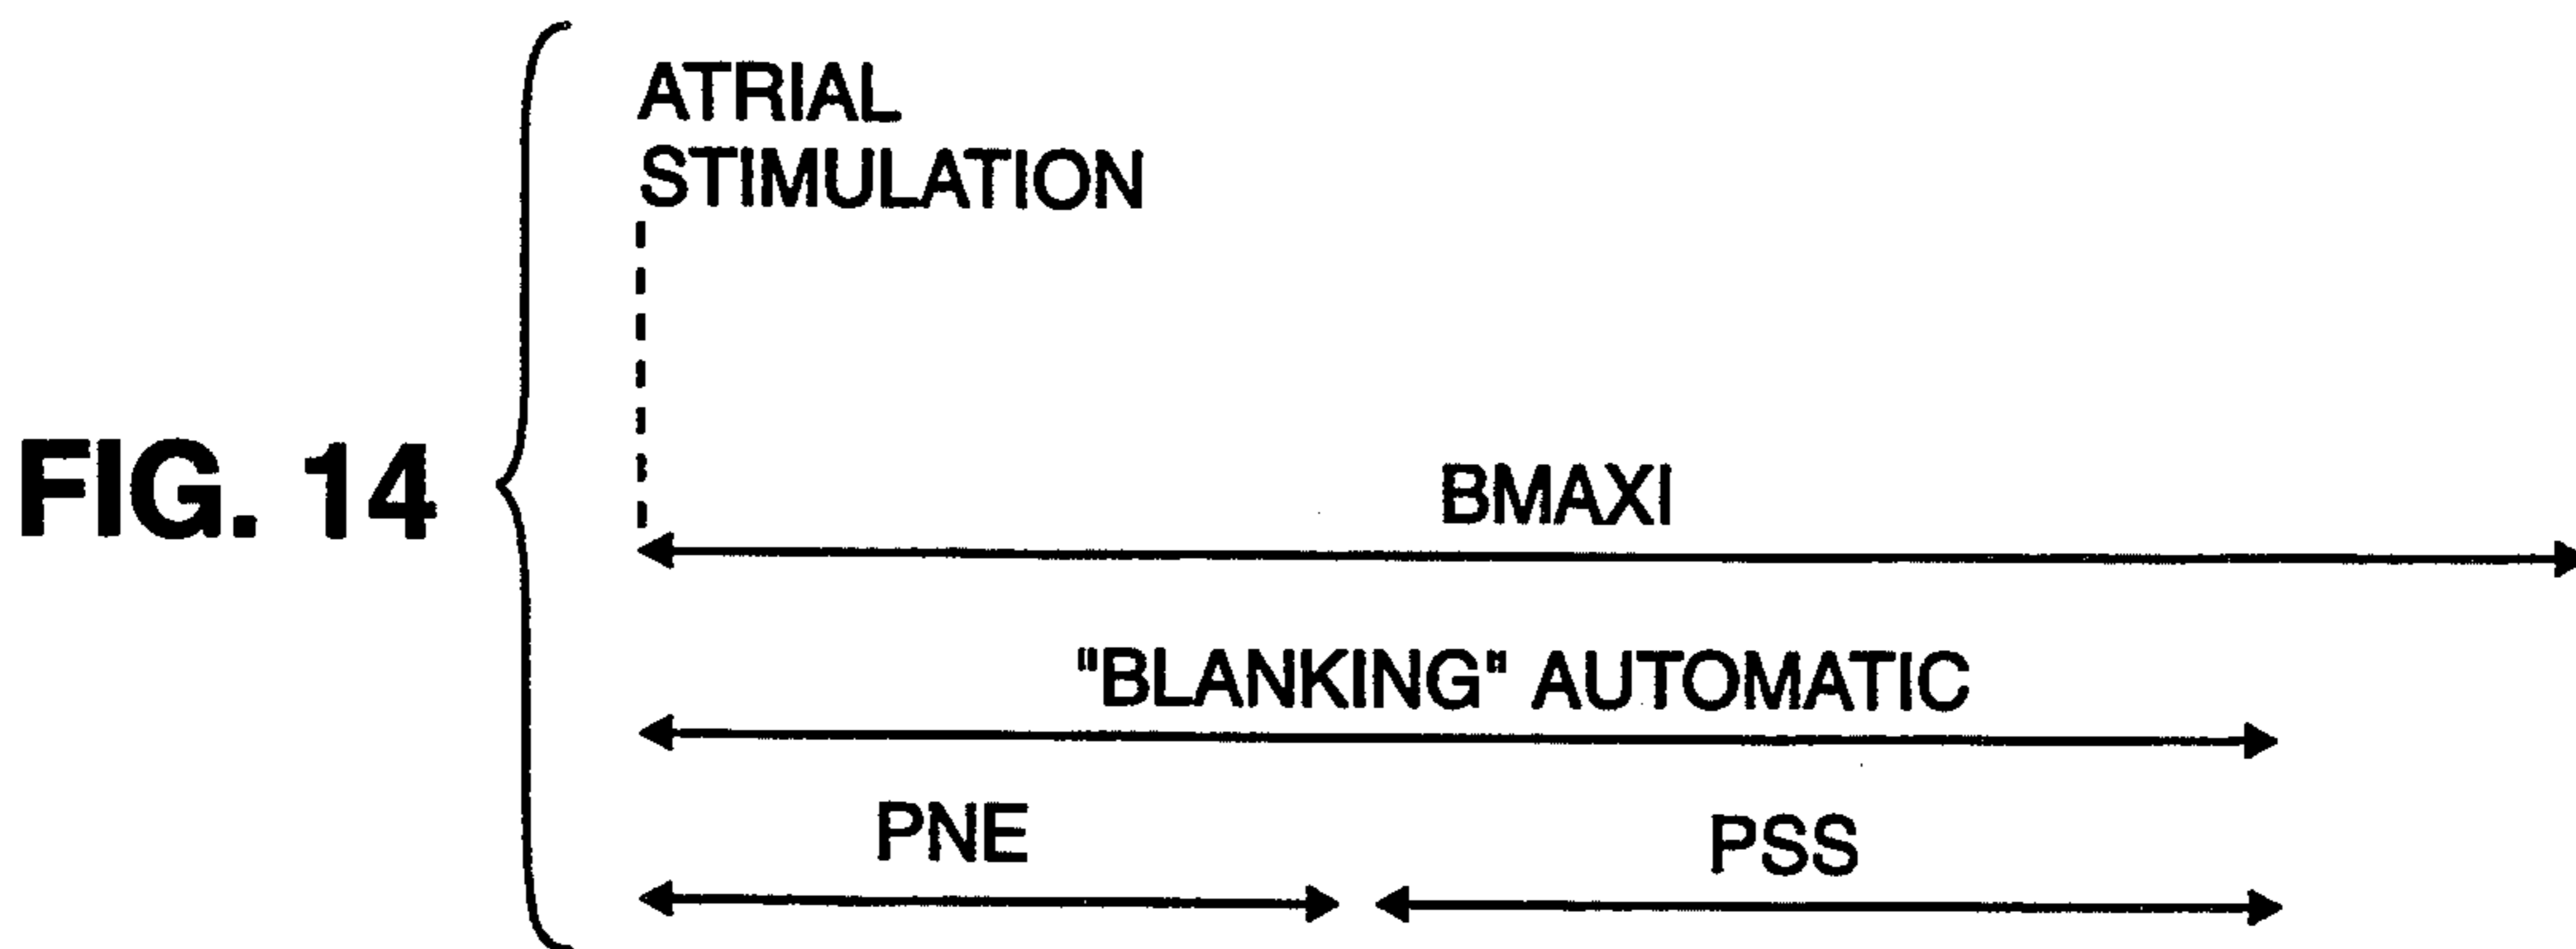 ATRIAL
STIMULATION
FIG. 14
BMAXI
"BLANKING" AUTOMATIC
PNE
PSS